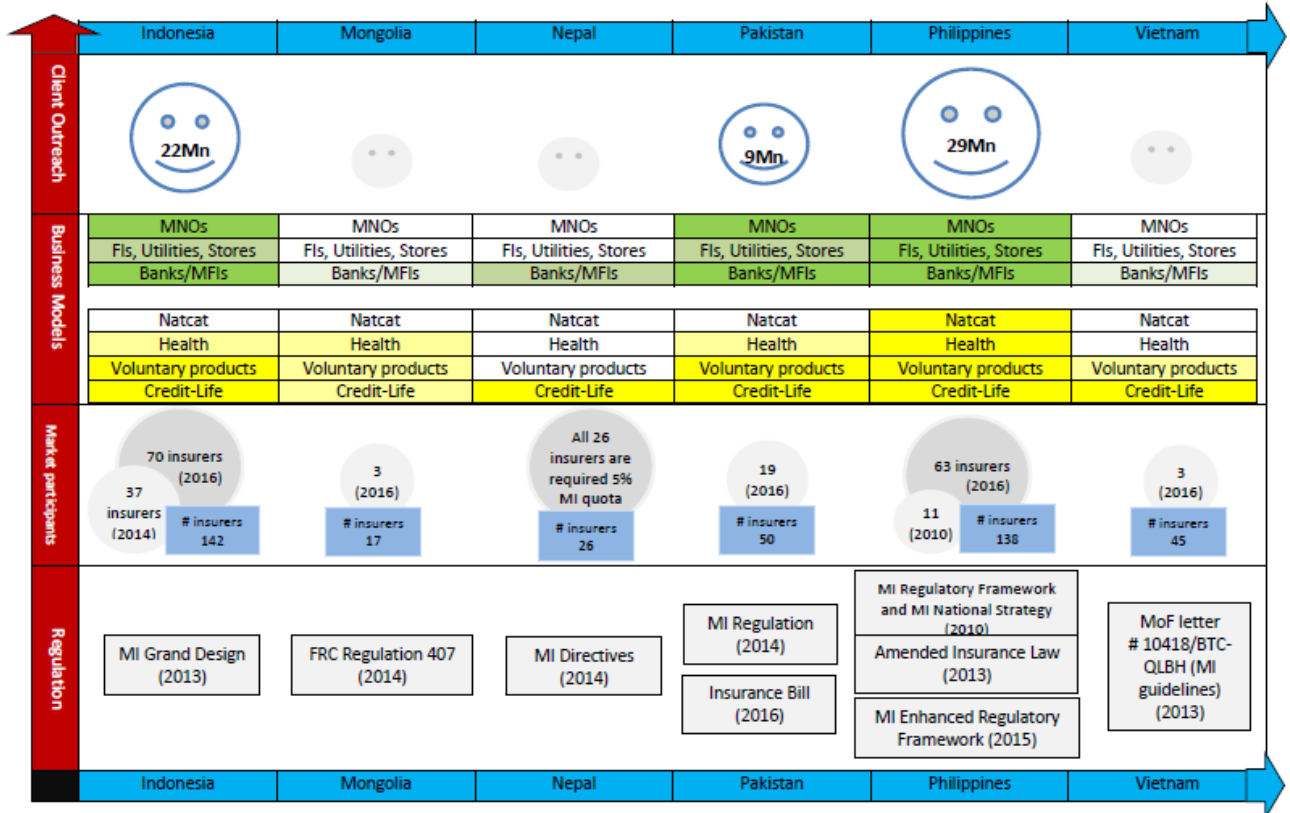 Indonesia Mongolia Nepal Pakistan Philippines Vietnam
Client Outreach
22Mn
9Mn
29Mn
Business Models
MNOs MNOs MNOs MNOs MNOs MNOs
FIs, Utilities, Stores FIs, Utilities, Stores FIs, Utilities, Stores FIs, Utilities, Stores FIs, Utilities, Stores FIs, Utilities, Stores
Banks/MFIs Banks/MFIs Banks/MFIs Banks/MFIs Banks/MFIs Banks/MFIs
Natcat Natcat Natcat Natcat Natcat Natcat
Health Health Health Health Health Health
Voluntary products Voluntary products Voluntary products Voluntary products Voluntary products Voluntary products
Credit-Life Credit-Life Credit-Life Credit-Life Credit-Life Credit-Life
Market participants
70 insurers
(2016)
37
insurers
(2014)
# insurers
142
3
(2016)
# insurers
17
All 26
insurers are
required 5%
MI quota
# insurers
26
19
(2016)
# insurers
50
63 insurers
(2016)
11
(2010)
# insurers
138
3
(2016)
# insurers
45
Regulation
MI Grand Design
(2013)
FRC Regulation 407
(2014)
MI Directives
(2014)
MI Regulation
(2014)
Insurance Bill
(2016)
MI Regulatory Framework
and MI National Strategy
(2010)
Amended Insurance Law
(2013)
MI Enhanced Regulatory
Framework (2015)
MoF letter
# 10418/BTC-
QLBH (MI
guidelines)
(2013)
Indonesia Mongolia Nepal Pakistan Philippines Vietnam